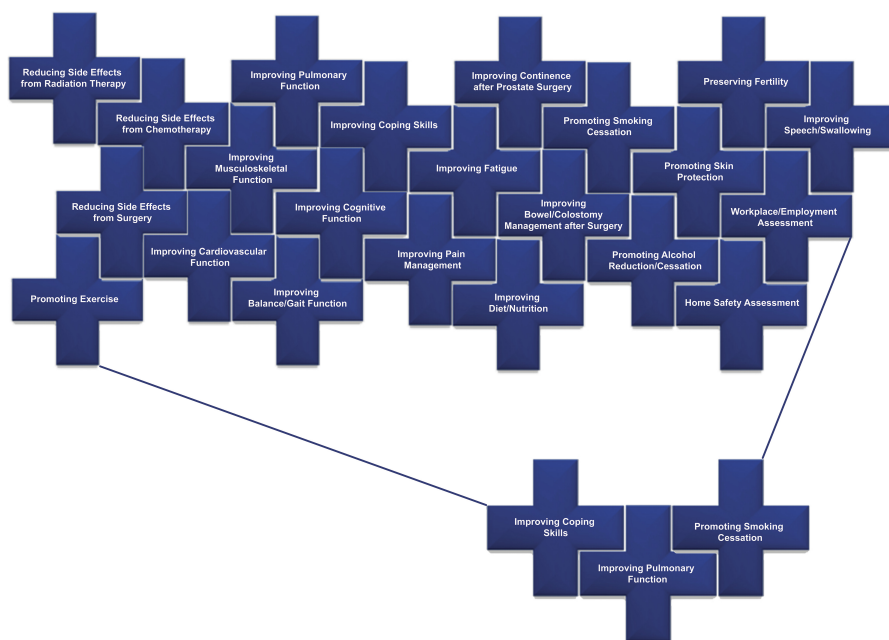 Reducing Side Effects
from Radiation Therapy
Improving Pulmonary
Function
Improving Continence
after Prostate Surgery
Preserving Fertility
Reducing Side Effects
from Chemotherapy
Improving Coping Skills
Promoting Smoking
Cessation
Improving
Speech/Swallowing
Improving
Musculoskeletal
Function
Improving Fatigue
Promoting Skin
Protection
Reducing Side Effects
from Surgery
Improving Cognitive
Function
Improving
Bowel/Colostomy
Management after Surgery
Workplace/Employment
Assessment
Improving Cardiovascular
Function
Improving Pain
Management
Promoting Alcohol
Reduction/Cessation
Promoting Exercise
Improving
Balance/Gait Function
Improving
Diet/Nutrition
Home Safety Assessment
Improving Coping
Skills
Promoting Smoking
Cessation
Improving Pulmonary
Function